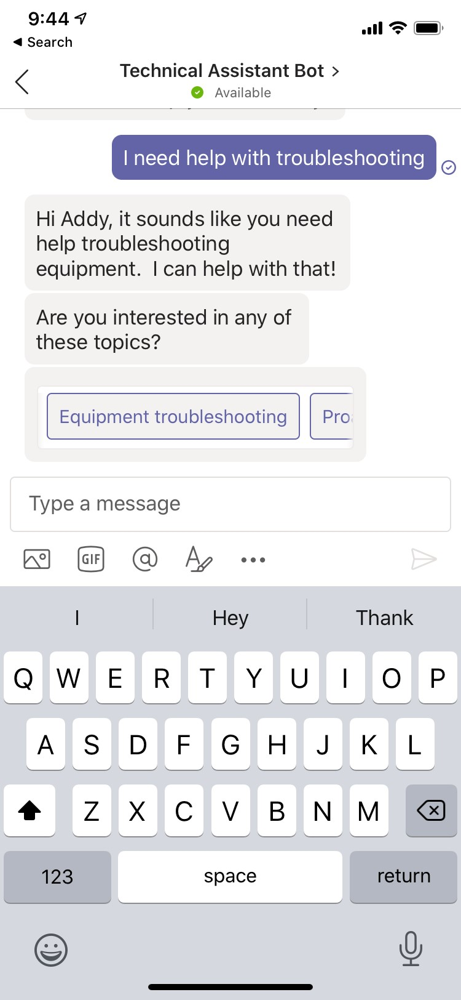 9:44
Search
Technical Assistant Bot
Available
I need help with troubleshooting
Hi Addy, it sounds like you need
help troubleshooting
equipment.  I can help with that!
Are you interested in any of
these topics?
Equipment troubleshooting
Type a message
GIF
I Hey Thank
Q W E R T Y U I O P
A S D F G H J K L
Z X C V B N M
123 space return